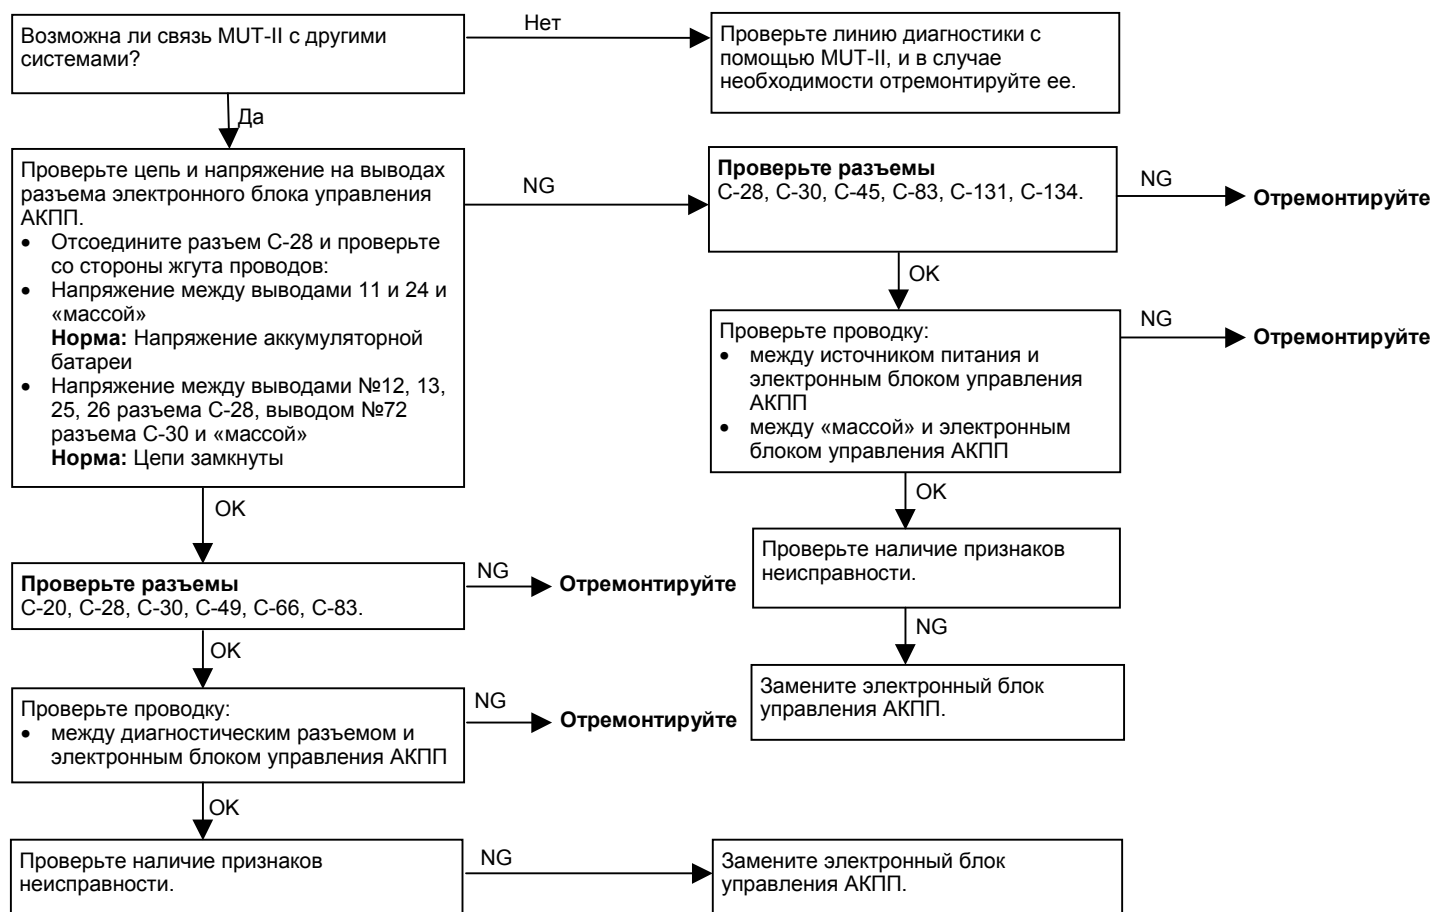 Возможна ли связь MUT-II с другими
системами?
Нет
Проверьте линию диагностики с
помощью MUT-II, и в случае
необходимости отремонтируйте ее.
Да
Проверьте цепь и напряжение на выводах
разъема электронного блока управления
АКПП.
• Отсоедините разъем С-28 и проверьте
со стороны жгута проводов:
• Напряжение между выводами 11 и 24 и
«массой»
Норма: Напряжение аккумуляторной
батареи
• Напряжение между выводами №12, 13,
25, 26 разъема С-28, выводом №72
разъема С-30 и «массой»
Норма: Цепи замкнуты
NG
Проверьте разъемы
С-28, С-30, С-45, С-83, С-131, С-134.
NG
Отремонтируйте
OK
Проверьте проводку:
• между источником питания и
электронным блоком управления
АКПП
• между «массой» и электронным
блоком управления АКПП
NG
Отремонтируйте
OK
Проверьте наличие признаков
неисправности.
NG
Замените электронный блок
управления АКПП.
OK
Проверьте разъемы
С-20, С-28, С-30, С-49, С-66, С-83.
NG
Отремонтируйте
OK
Проверьте проводку:
• между диагностическим разъемом и
электронным блоком управления АКПП
NG
Отремонтируйте
OK
Проверьте наличие признаков
неисправности.
NG
Замените электронный блок
управления АКПП.